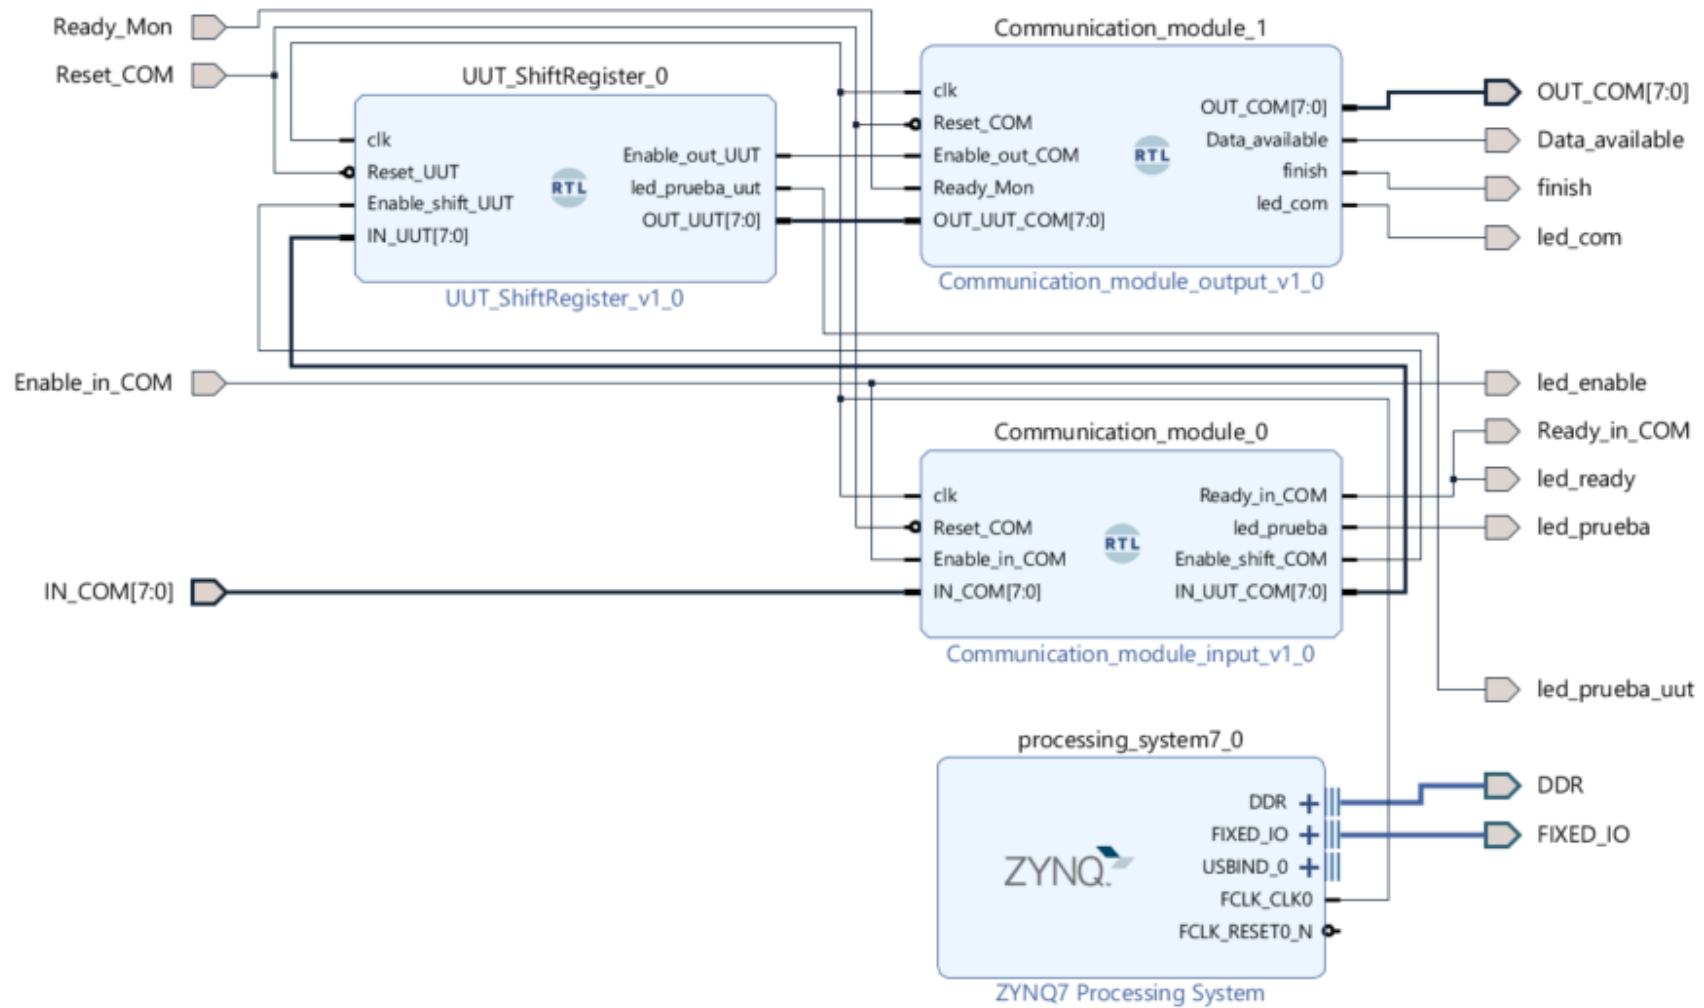 Ready_Mon
Reset_COM
Enable_in_COM
IN_COM[7:0]
UUT_ShiftRegister_0
clk
Reset_UUT
Enable_shift_UUT
IN_UUT[7:0]
RTL
Enable_out_UUT
led_prueba_uut
OUT_UUT[7:0]
UUT_ShiftRegister_v1_0
Communication_module_1
clk
Reset_COM
Enable_out_COM
Ready_Mon
OUT_UUT_COM[7:0]
RTL
OUT_COM[7:0]
Data_available
finish
led_com
Communication_module_output_v1_0
Communication_module_0
clk
Reset_COM
Enable_in_COM
IN_COM[7:0]
RTL
Ready_in_COM
led_prueba
Enable_shift_COM
IN_UUT_COM[7:0]
Communication_module_input_v1_0
processing_system7_0
ZYNQ
DDR
FIXED_IO
USBIND_0
FCLK_CLK0
FCLK_RESET0_N
ZYNQ7 Processing System
OUT_COM[7:0]
Data_available
finish
led_com
led_enable
Ready_in_COM
led_ready
led_prueba
led_prueba_uut
DDR
FIXED_IO